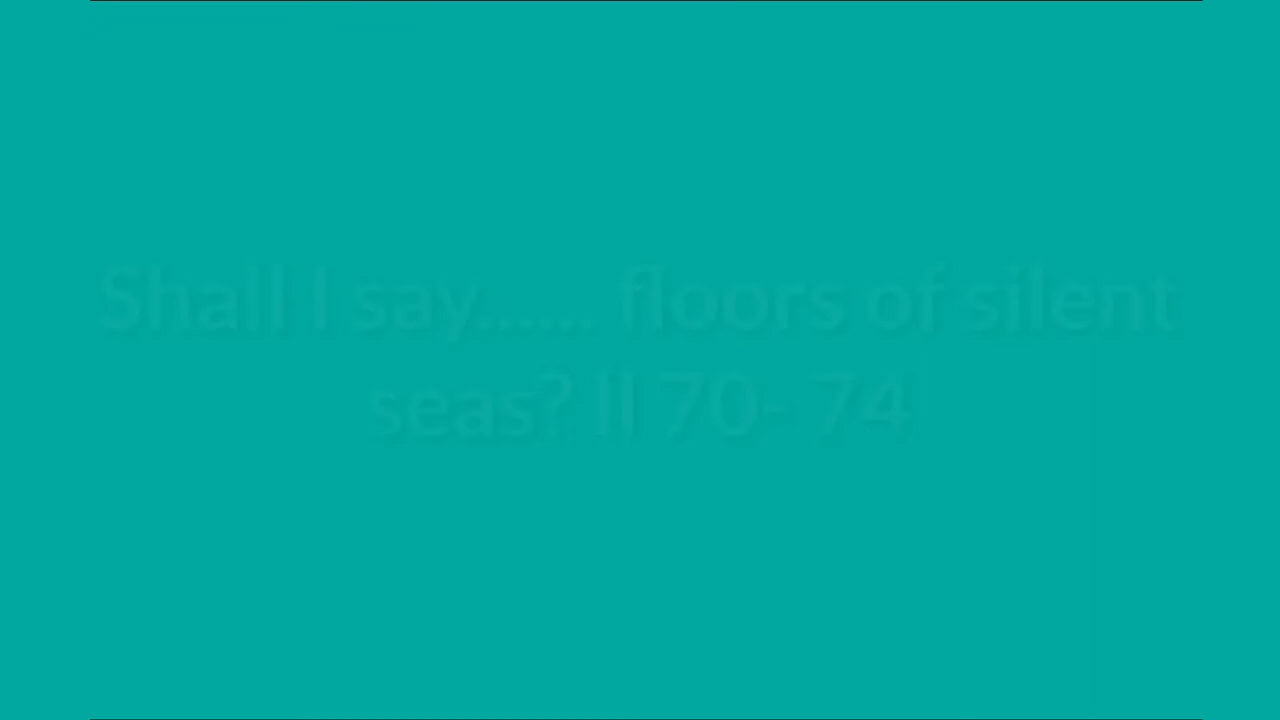 Shall I say...... floors of silent
seas? ll 70- 74